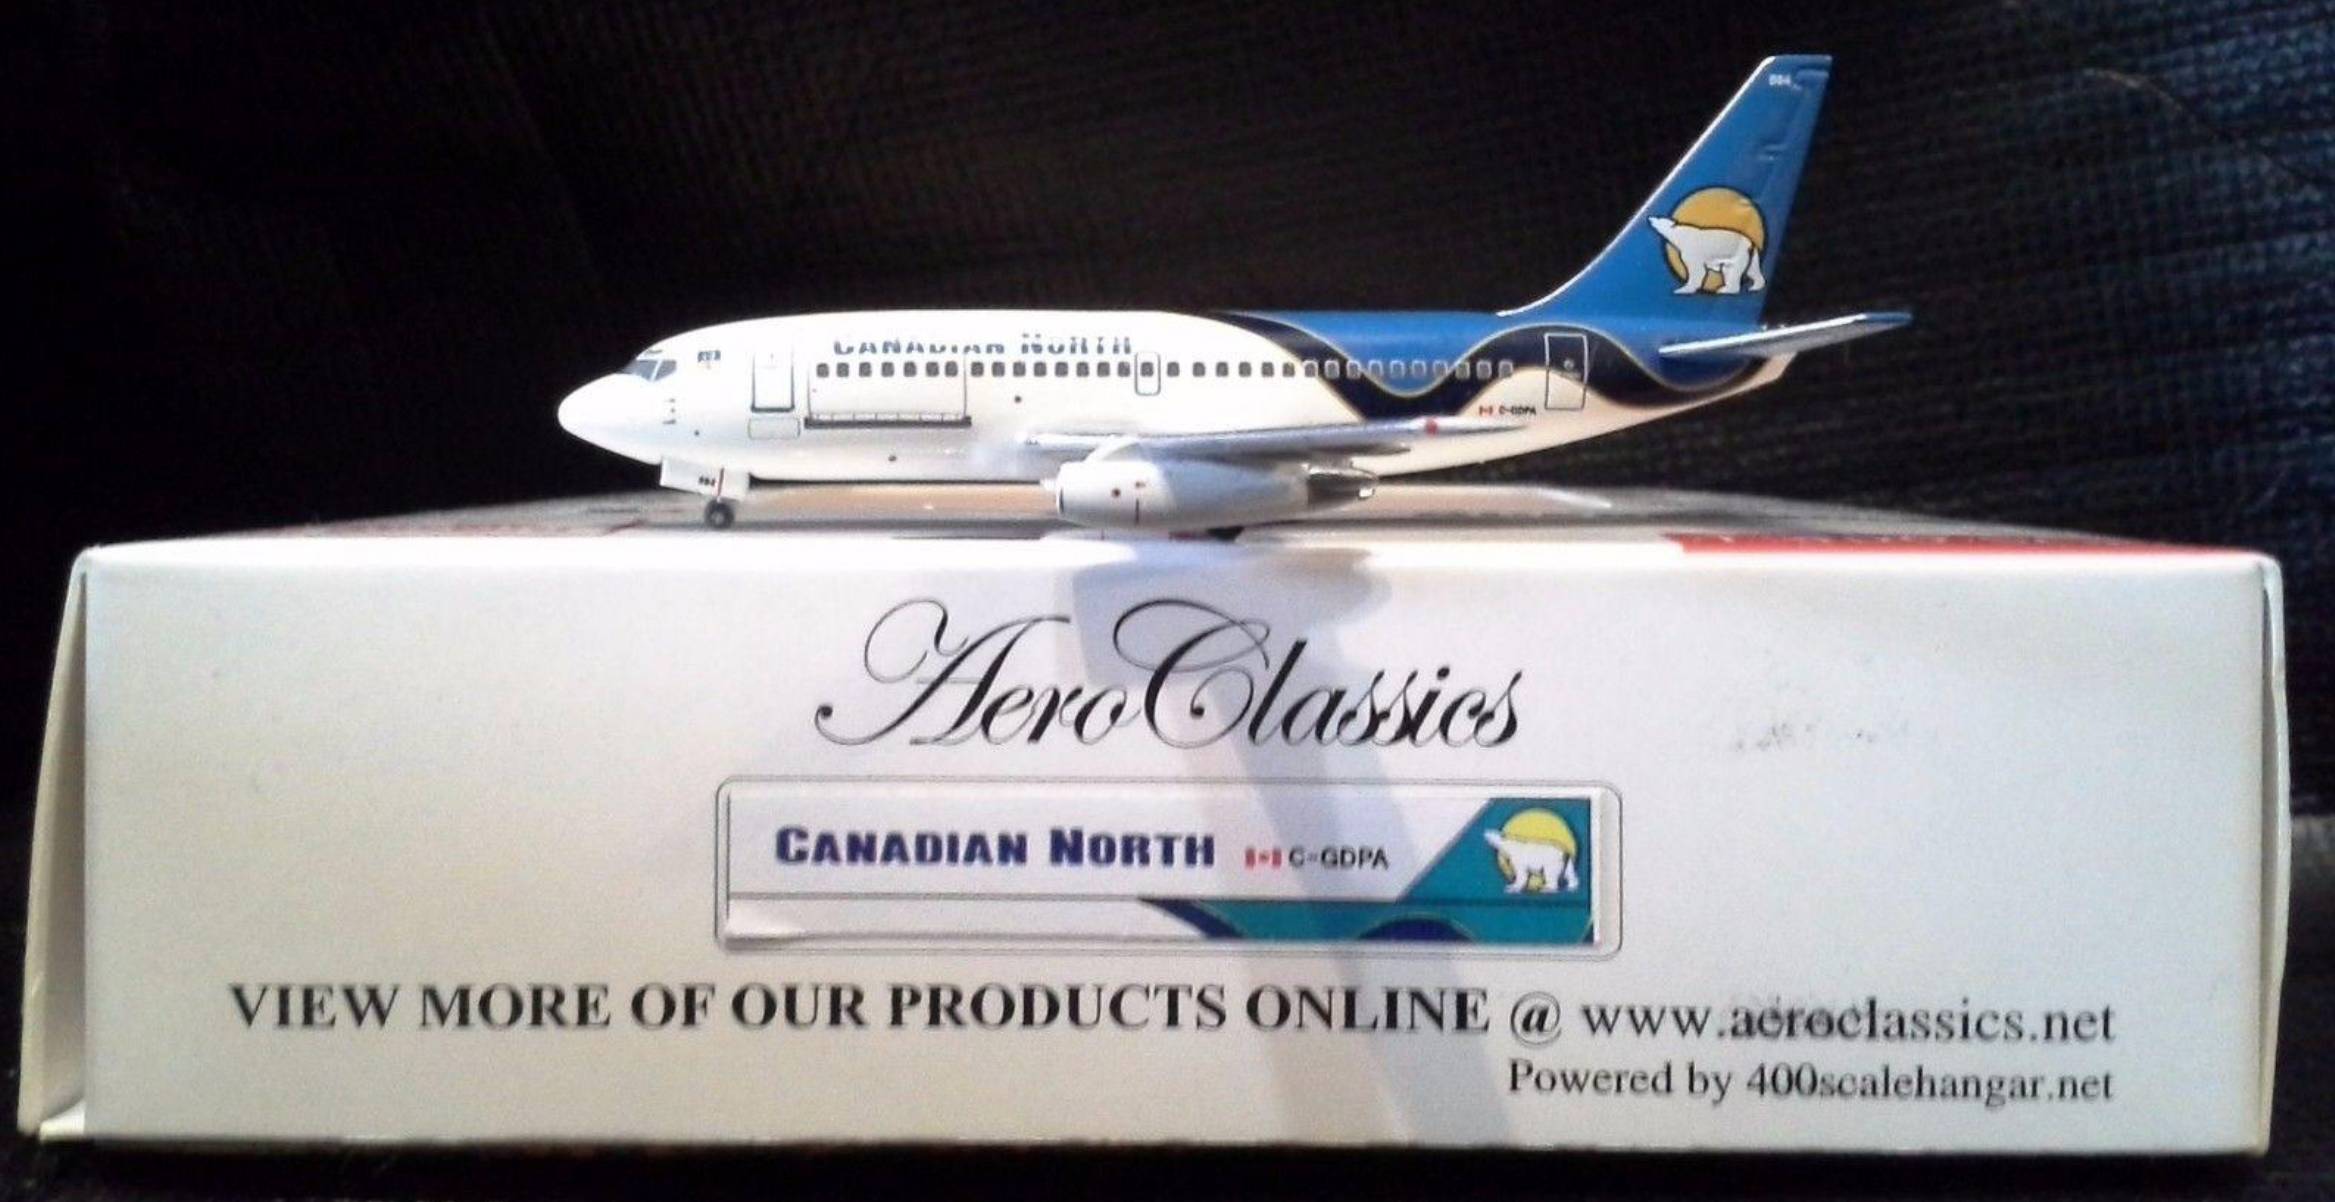 CANADIAN NORTH
C-GDPA
AeroClassics
CANADIAN NORTH C-GDPA
VIEW MORE OF OUR PRODUCTS ONLINE @ www.aeroclassics.net
Powered by 400scalehangar.net